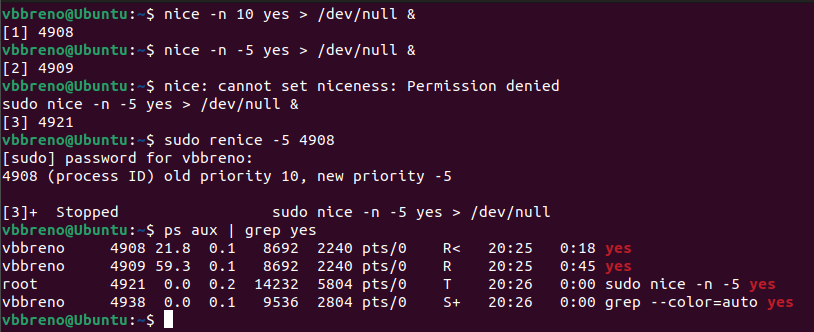 vbbreno@Ubuntu:~$ nice -n 10 yes > /dev/null &
[1] 4908
vbbreno@Ubuntu:~$ nice -n -5 yes > /dev/null &
[2] 4909
vbbreno@Ubuntu:~$ nice: cannot set niceness: Permission denied
sudo nice -n -5 yes > /dev/null &
[3] 4921
vbbreno@Ubuntu:~$ sudo renice -5 4908
[sudo] password for vbbreno:
4908 (process ID) old priority 10, new priority -5

[3]+  Stopped                 sudo nice -n -5 yes > /dev/null
vbbreno@Ubuntu:~$ ps aux | grep yes
vbbreno     4908 21.8  0.1   8692  2240 pts/0    R<   20:25   0:18 yes
vbbreno     4909 59.3  0.1   8692  2240 pts/0    R    20:25   0:45 yes
root        4921  0.0  0.2  14232  5804 pts/0    T    20:26   0:00 sudo nice -n -5 yes
vbbreno     4938  0.0  0.1   9536  2804 pts/0    S+   20:26   0:00 grep --color=auto yes
vbbreno@Ubuntu:~$